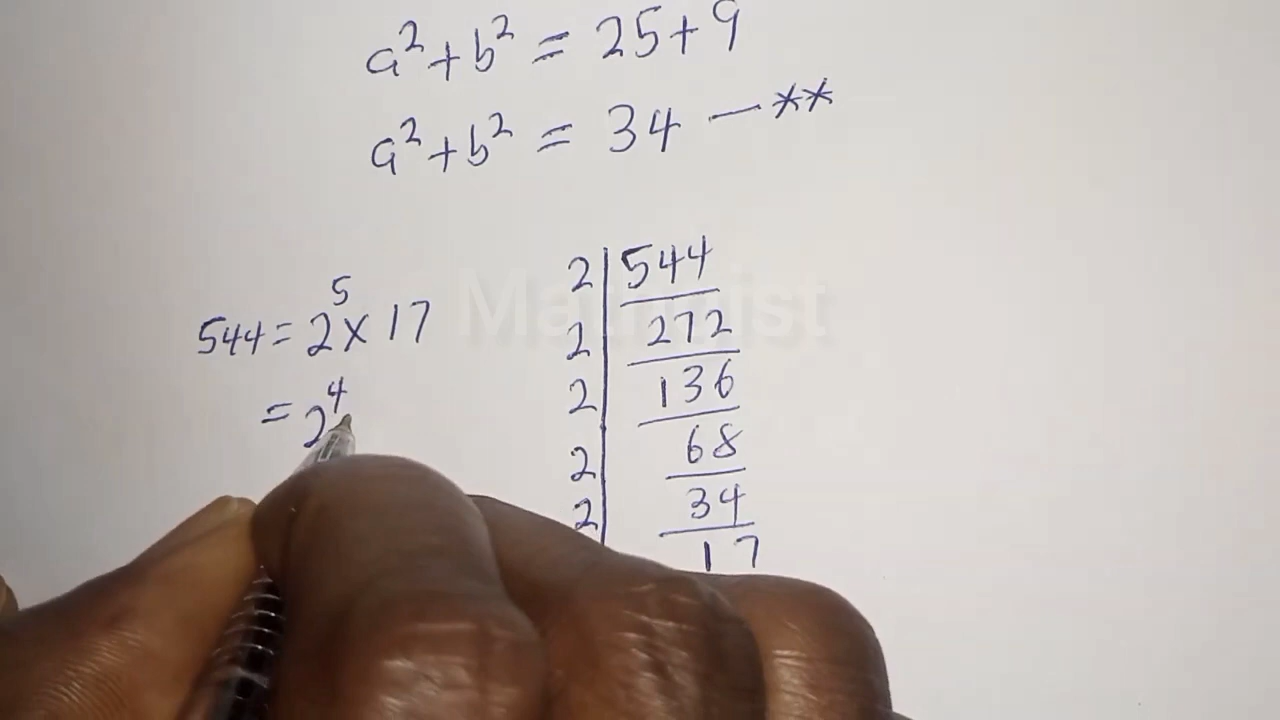 a²+b² = 25+9
a²+b² = 34 —**
544 = 2⁵ × 17
= 2⁴
2 | 544
2 | 272
2 | 136
2 | 68
2 | 34
17